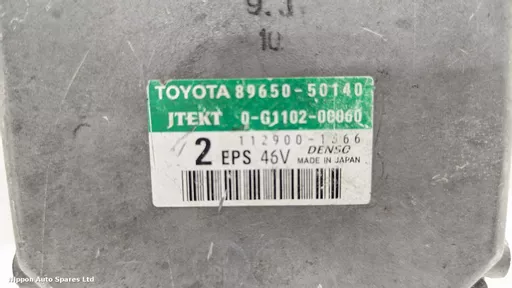 9.J
10
TOYOTA 89650-50140
JTEKT 0-G1102-00060
112900-1366
2 EPS 46V DENSO
MADE IN JAPAN
Nippon Auto Spares Ltd